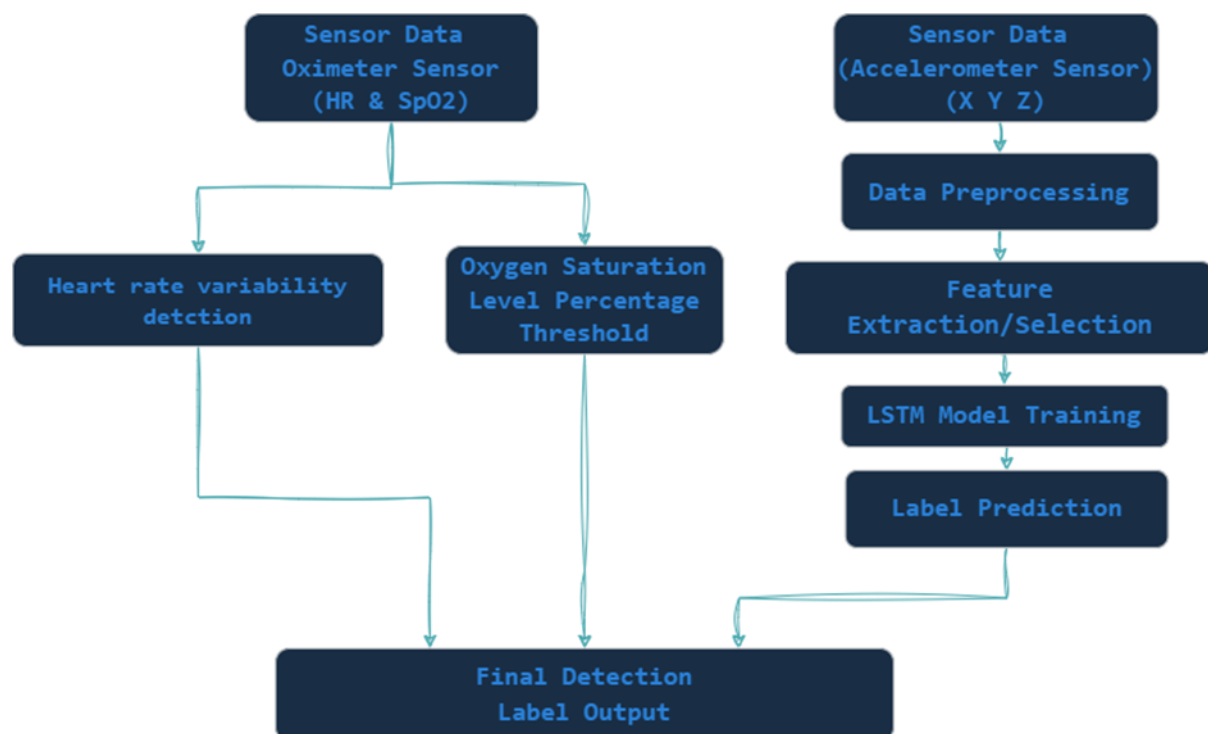 Sensor Data
Oximeter Sensor
(HR & SpO2)
Sensor Data
(Accelerometer Sensor)
(X Y Z)
Data Preprocessing
Heart rate variability
detction
Oxygen Saturation
Level Percentage
Threshold
Feature
Extraction/Selection
LSTM Model Training
Label Prediction
Final Detection
Label Output